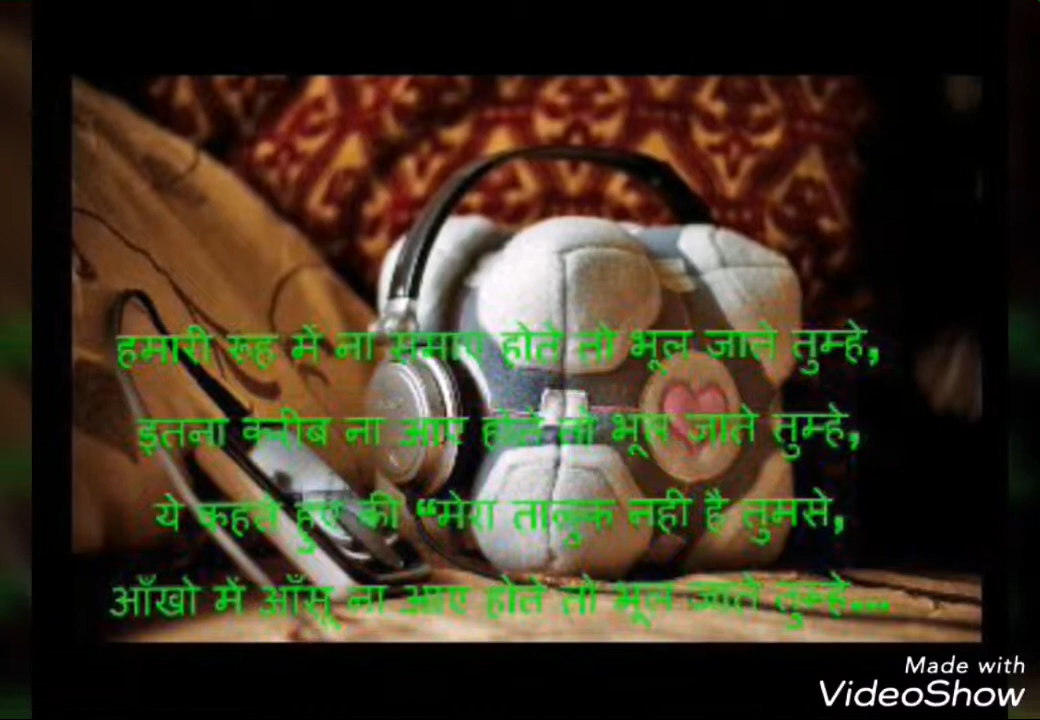 हमारी रूह में ना समाए होते तो भूल जाते तुम्हे,
इतना करीब ना आए होते तो भूल जाते तुम्हे,
ये कहते हुए की “मेरा तालुक नही है तुमसे,
आँखो में आँसू ना आए होते तो भूल जाते तुम्हे...
Made with
VideoShow